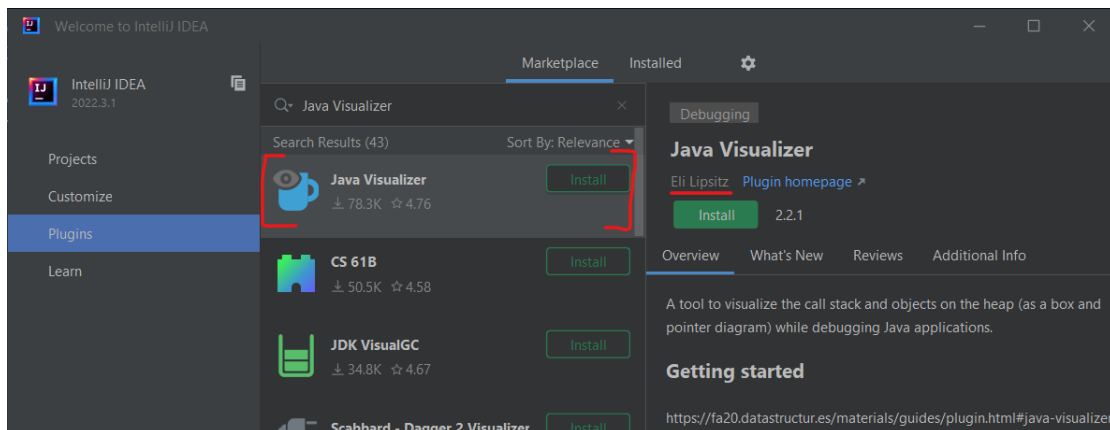 Welcome to IntelliJ IDEA
IntelliJ IDEA
2022.3.1
Projects
Customize
Plugins
Learn
Marketplace Installed
Java Visualizer
Search Results (43) Sort By: Relevance
Java Visualizer Install
78.3K 4.76
CS 61B Install
50.5K 4.58
JDK VisualGC Install
34.8K 4.67
Scabbard - Dagger 2 Visualizer Install
Debugging
Java Visualizer
Eli Lipsitz Plugin homepage
Install 2.2.1
Overview What's New Reviews Additional Info
A tool to visualize the call stack and objects on the heap (as a box and
pointer diagram) while debugging Java applications.
Getting started
https://fa20.datastructur.es/materials/guides/plugin.html#java-visualizer